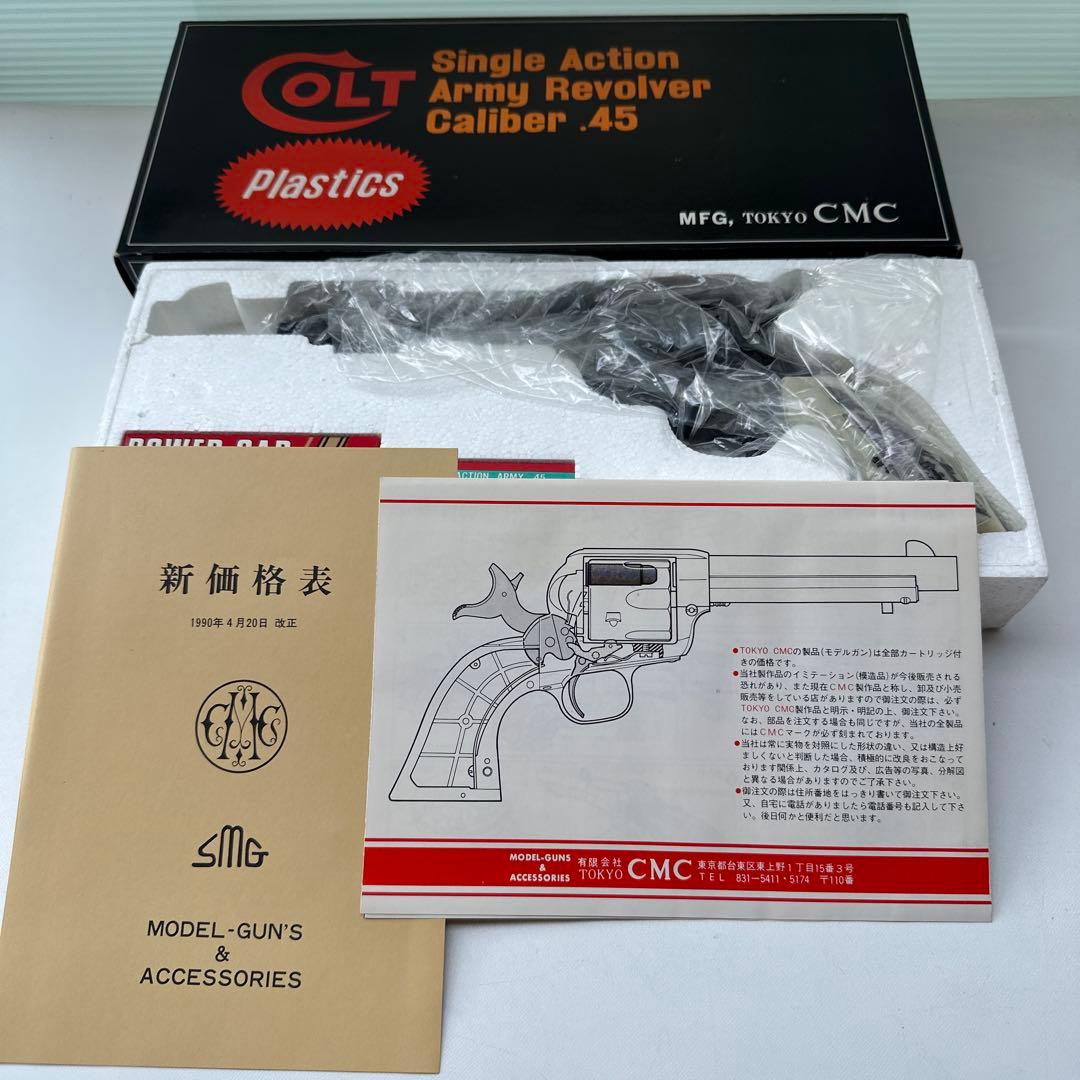 COLT
Single Action
Army Revolver
Caliber .45
Plastics
MFG, TOKYO CMC
ACTION ARMY .45
新価格表
1990年4月20日 改正
CMC
SMG
MODEL-GUN'S
&
ACCESSORIES
●TOKYO CMCの製品(モデルガン)は全部カートリッジ付
きの価格です。
●当社製作品のイミテーション(模造品)が今後販売される
恐れがあり、また現在CMC製作品と称し、卸及び小売
販売等をしている店がありますので御注文の際は、必ず
TOKYO CMC製作品と明示・明記の上、御注文下さい。
なお、部品を注文する場合も同じですが、当社の全製品
にはCMCマークが必ず刻まれております。
●当社は常に実物を対照にした形状の違い、又は構造上好
ましくないと判断した場合、積極的に改良をおこなって
おります関係上、カタログ及び、広告等の写真、分解図
と異なる場合がありますのでご了承下さい。
●御注文の際は住所番地をはっきり書いて御注文下さい。
又、自宅に電話がありましたら電話番号も記入して下さ
い。後日何かと便利だと思います。
MODEL-GUNS
&
ACCESSORIES
有限会社
TOKYO CMC
東京都台東区東上野1丁目15番3号
TEL 831-5411・5174 〒110番